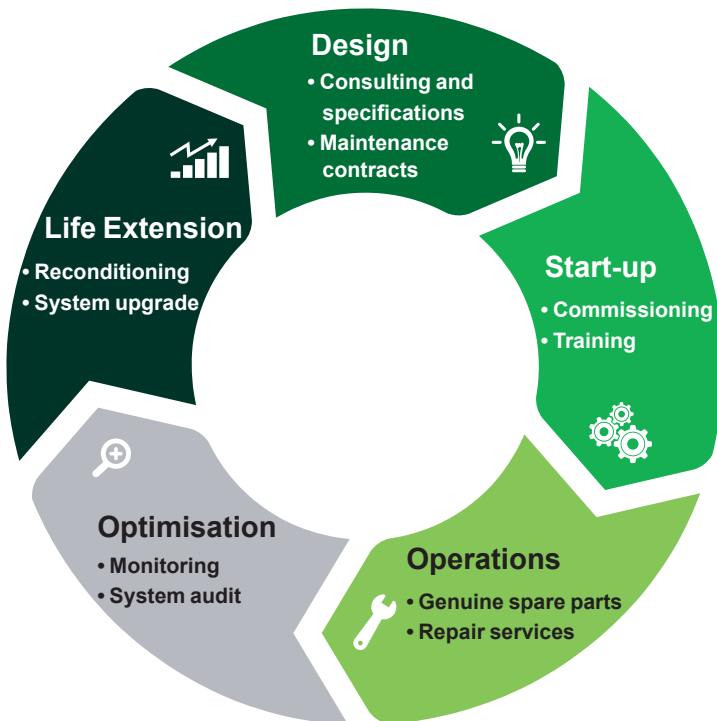 Design
• Consulting and
specifications
• Maintenance
contracts
Start-up
• Commissioning
• Training
Operations
• Genuine spare parts
• Repair services
Optimisation
• Monitoring
• System audit
Life Extension
• Reconditioning
• System upgrade